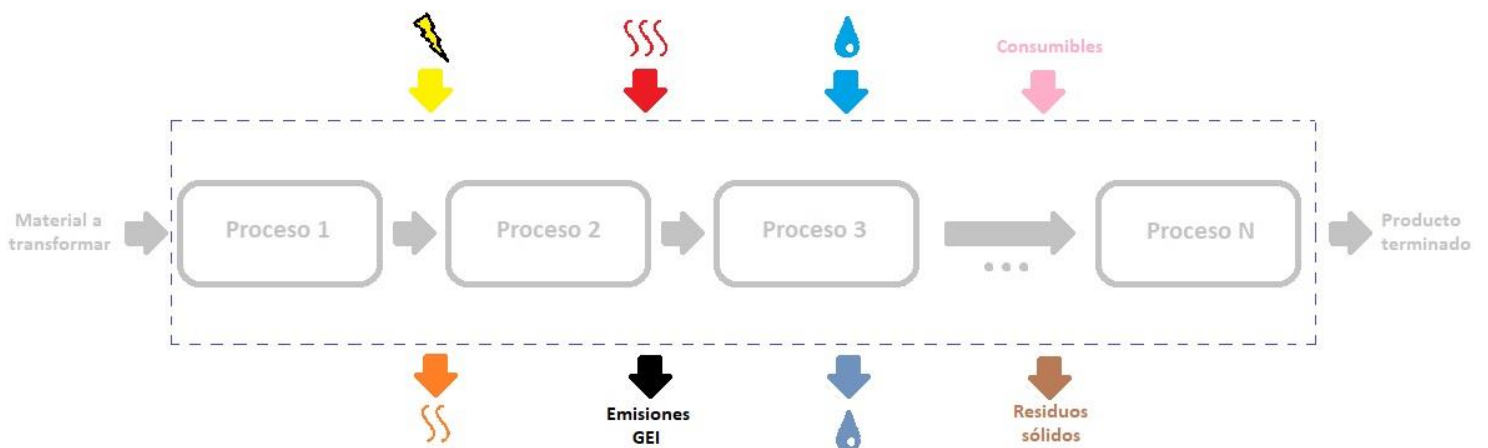 Consumibles
Material a
transformar
Proceso 1
Proceso 2
Proceso 3
...
Proceso N
Producto
terminado
Emisiones
GEI
Residuos
sólidos